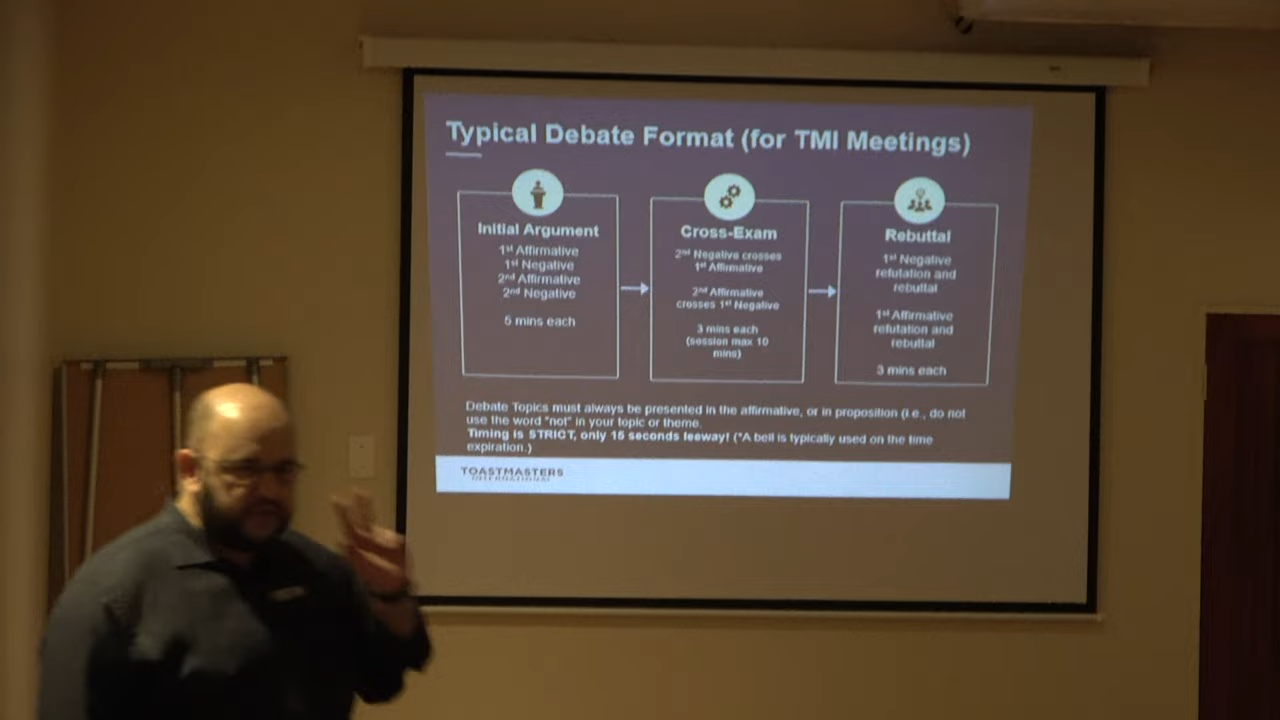 Typical Debate Format (for TMI Meetings)
Initial Argument
1st Affirmative
1st Negative
2nd Affirmative
2nd Negative
5 mins each
Cross-Exam
2nd Negative crosses
1st Affirmative
2nd Affirmative
crosses 1st Negative
3 mins each
(session max 10
mins)
Rebuttal
1st Negative
refutation and
rebuttal
1st Affirmative
refutation and
rebuttal
3 mins each
Debate Topics must always be presented in the affirmative, or in proposition (i.e., do not
use the word "not" in your topic or theme.
Timing is STRICT, only 15 seconds leeway! (*A bell is typically used on the time
expiration.)
TOASTMASTERS
INTERNATIONAL